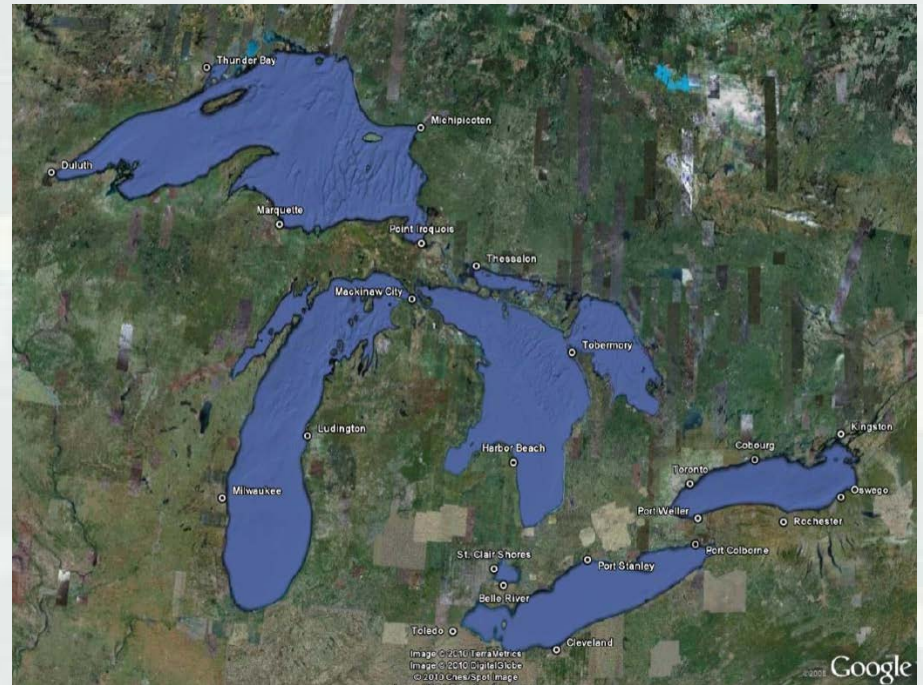 Thunder Bay
Michipicoten
Duluth
Marquette
Point Iroquois
Thessalon
Mackinaw City
Tobermory
Ludington
Kingston
Cobourg
Harbor Beach
Toronto
Milwaukee
Oswego
Port Weller
Rochester
Port Colborne
St. Clair Shores
Port Stanley
Belle River
Toledo
Cleveland
Image © 2010 TerraMetrics
Image © 2010 DigitalGlobe
© 2010 Cnes/Spot Image
Google